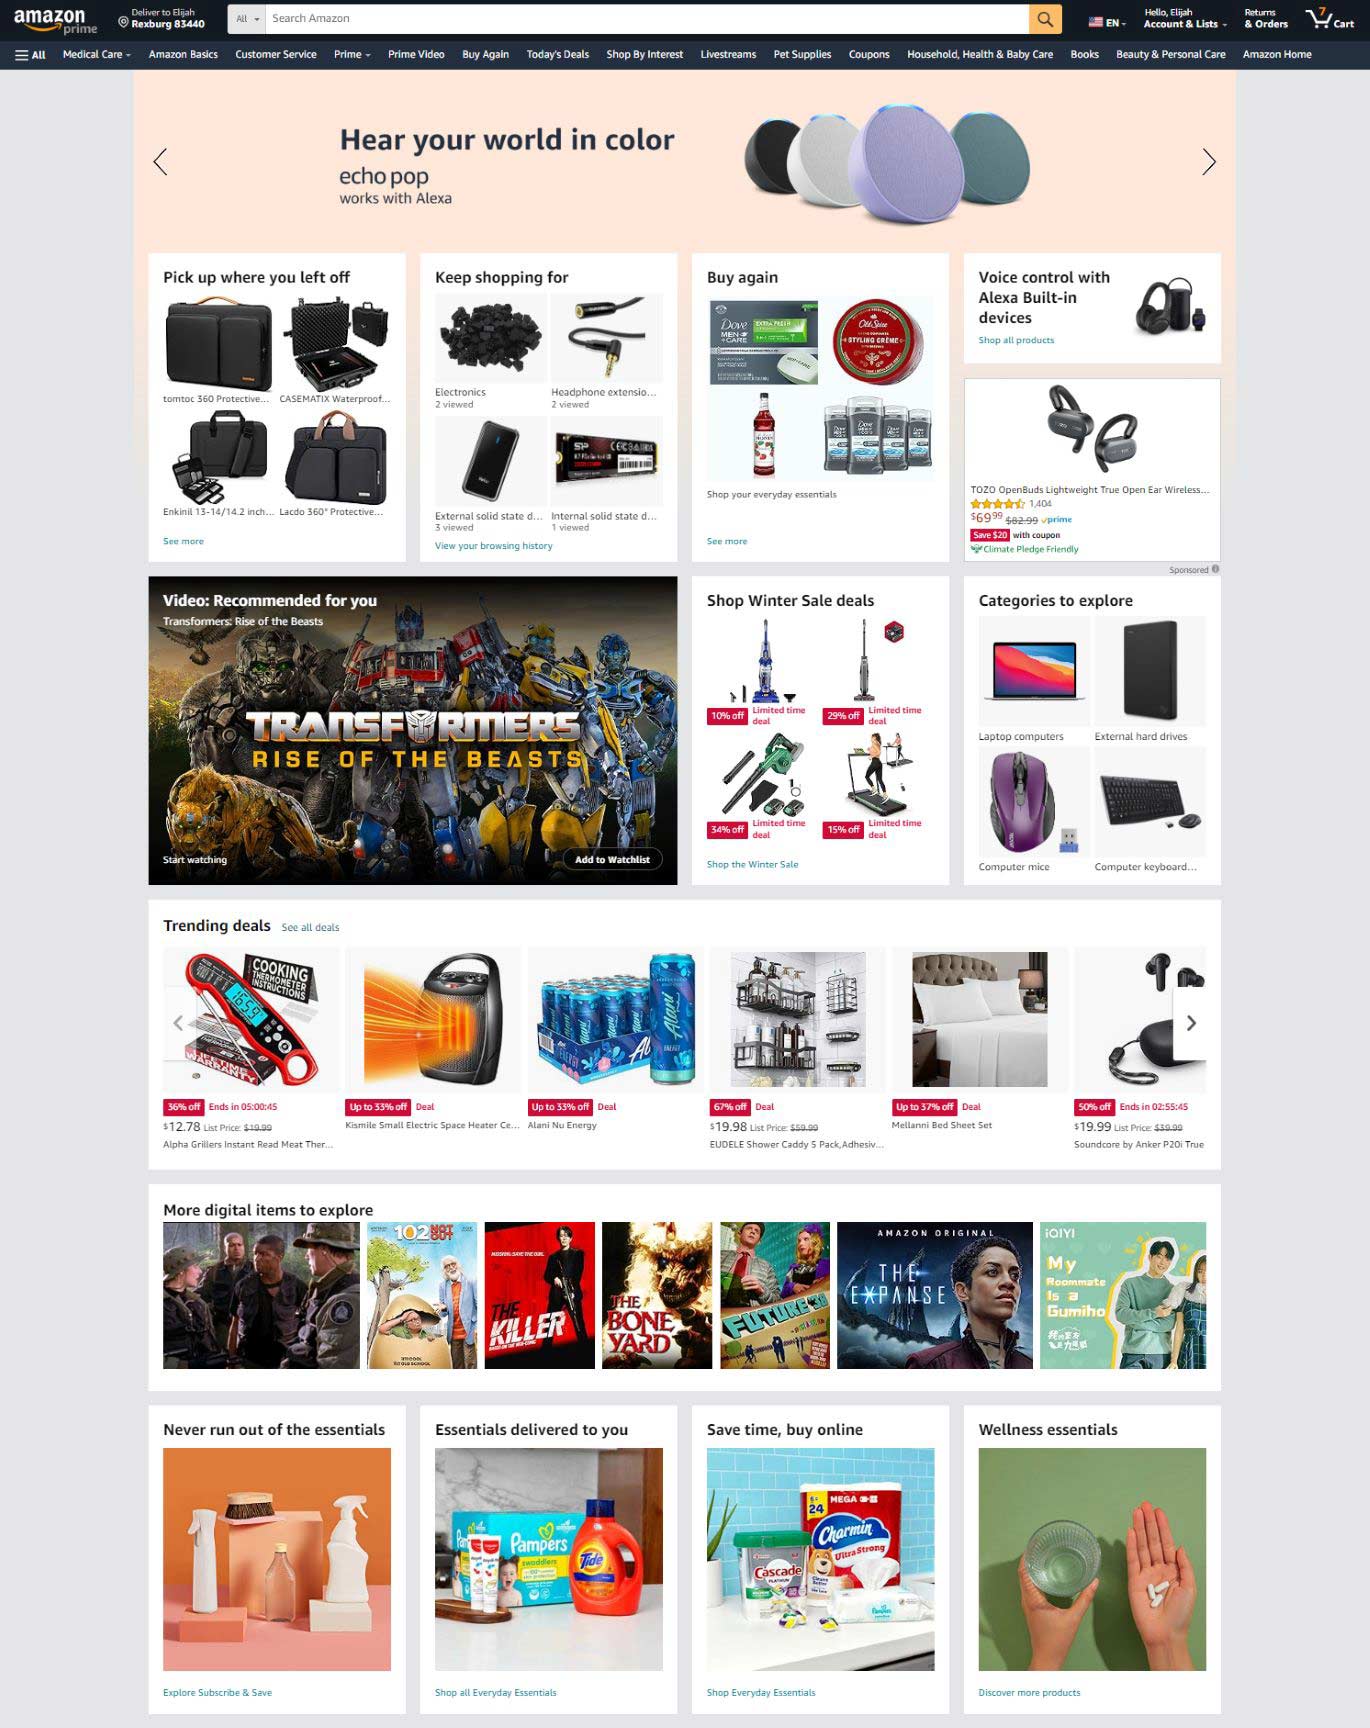 amazon
prime
Deliver to Elijah
Rexburg 83440
All
Search Amazon
EN
Hello, Elijah
Account & Lists
Returns
& Orders
7
Cart
All
Medical Care
Amazon Basics
Customer Service
Prime
Prime Video
Buy Again
Today's Deals
Shop By Interest
Livestreams
Pet Supplies
Coupons
Household, Health & Baby Care
Books
Beauty & Personal Care
Amazon Home
Hear your world in color
echo pop
works with Alexa
Pick up where you left off
tomtoc 360 Protective...
CASEMATIX Waterproof...
Enkinil 13-14/14.2 inch...
Lacdo 360° Protective...
See more
Keep shopping for
Electronics
2 viewed
Headphone extensio...
2 viewed
External solid state d...
3 viewed
Internal solid state d...
1 viewed
View your browsing history
Buy again
Dove
MEN
+CARE
EXTRA FRESH
Old Spice
STYLING CRÈME
Shop your everyday essentials
See more
Voice control with
Alexa Built-in
devices
Shop all products
TOZO OpenBuds Lightweight True Open Ear Wireless...
1,404
$69.99 $82.99 prime
Save $20 with coupon
Climate Pledge Friendly
Sponsored
Video: Recommended for you
Transformers: Rise of the Beasts
TRANSFORMERS
RISE OF THE BEASTS
Start watching
Add to Watchlist
Shop Winter Sale deals
10% off Limited time
deal
29% off Limited time
deal
34% off Limited time
deal
15% off Limited time
deal
Shop the Winter Sale
Categories to explore
Laptop computers
External hard drives
Computer mice
Computer keyboard...
Trending deals
See all deals
COOKING
THERMOMETER
INSTRUCTIONS
LIFETIME
WARRANTY
36% off Ends in 05:00:45
$12.78 List Price: $19.99
Alpha Grillers Instant Read Meat Ther...
Up to 33% off Deal
Kismile Small Electric Space Heater Ce...
Alani
Up to 33% off Deal
Alani Nu Energy
67% off Deal
$19.98 List Price: $59.99
EUDELE Shower Caddy 5 Pack,Adhesiv...
Up to 37% off Deal
Mellanni Bed Sheet Set
50% off Ends in 02:55:45
$19.99 List Price: $39.99
Soundcore by Anker P20i True
More digital items to explore
102 NOT
OUT
THE
KILLER
THE
BONE
YARD
FUTURE '38
AMAZON ORIGINAL
THE
EXPANSE
iQIYI
My
Roommate
Is a
Gumiho
Never run out of the essentials
Explore Subscribe & Save
Essentials delivered to you
Pampers
swaddlers
Tide
Shop all Everyday Essentials
Save time, buy online
24
MEGA
Charmin
Ultra Strong
Cascade
PLATINUM
Pampers
Shop Everyday Essentials
Wellness essentials
Discover more products